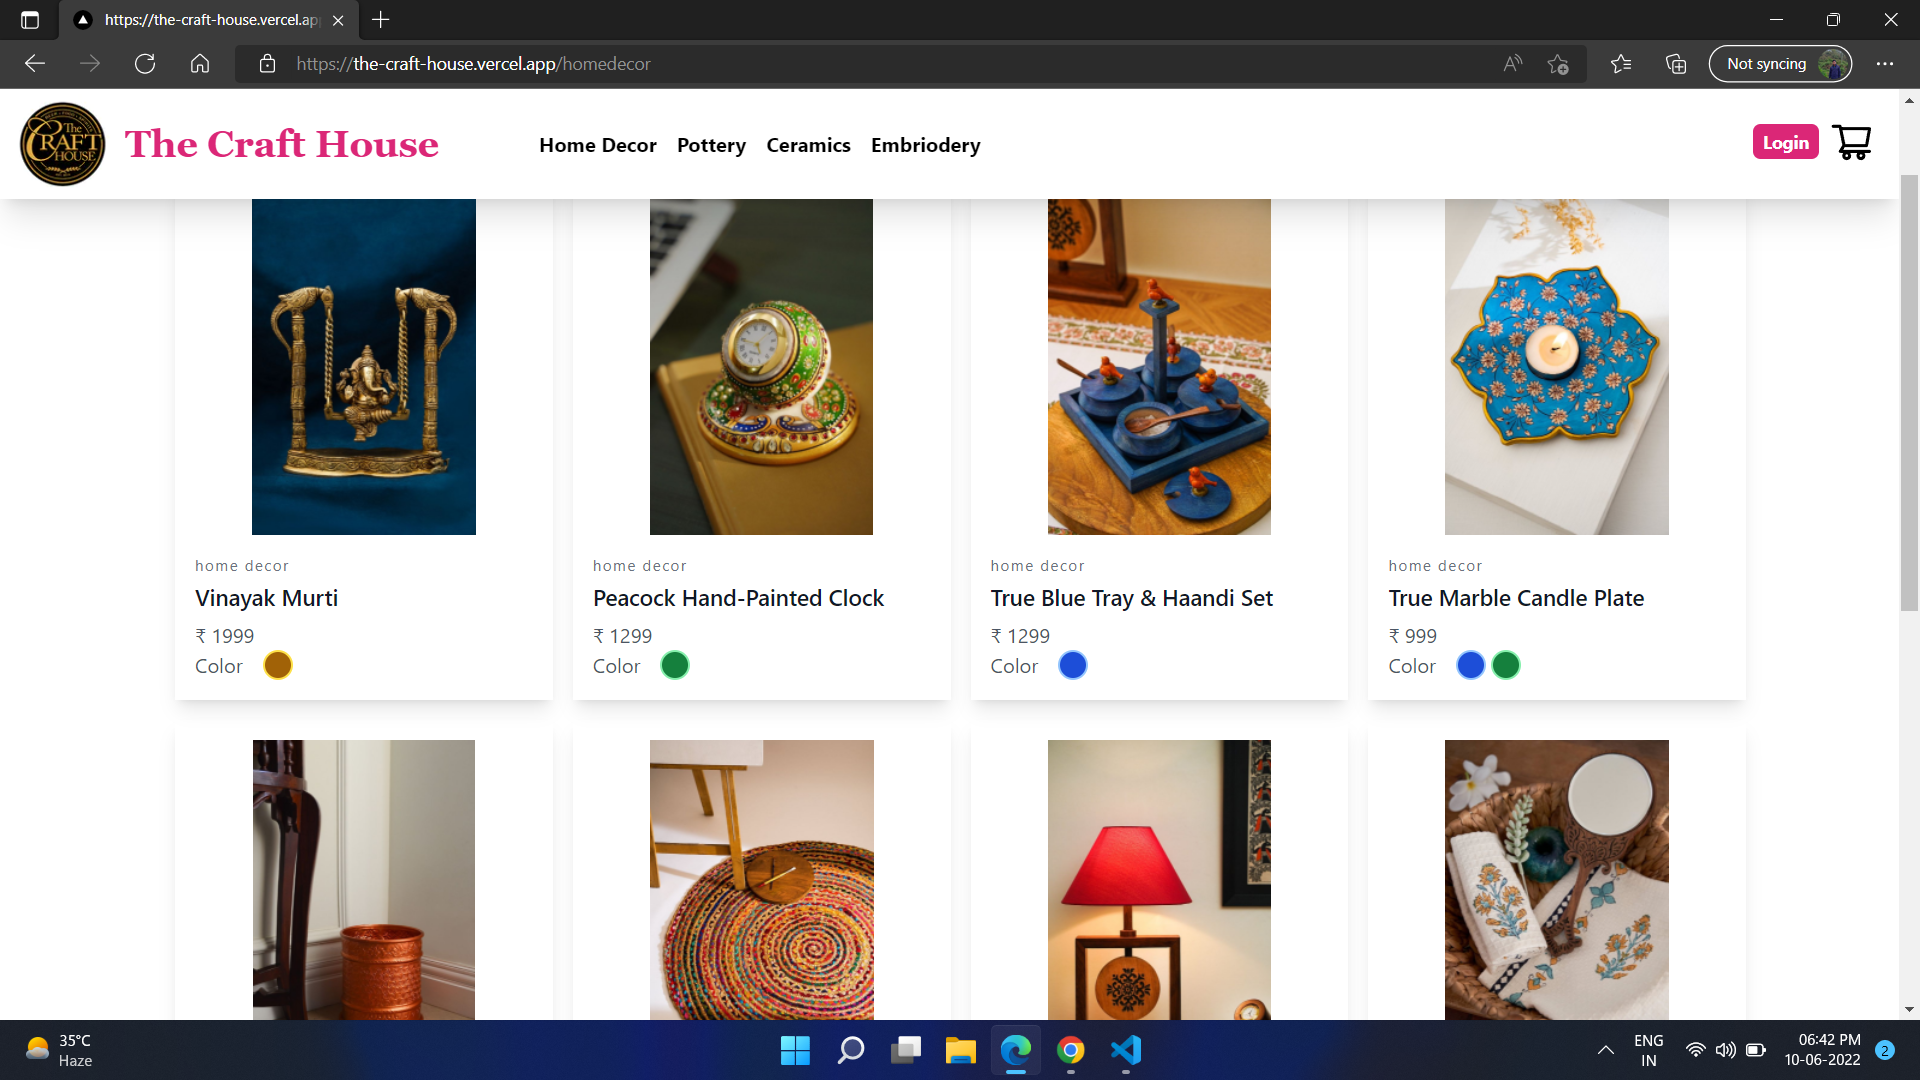 https://the-craft-house.vercel.ap
https://the-craft-house.vercel.app/homedecor
Not syncing
The
CRAFT
HOUSE
The Craft House
Home Decor
Pottery
Ceramics
Embriodery
Login
home decor
Vinayak Murti
₹ 1999
Color
home decor
Peacock Hand-Painted Clock
₹ 1299
Color
home decor
True Blue Tray & Haandi Set
₹ 1299
Color
home decor
True Marble Candle Plate
₹ 999
Color
35°C
Haze
ENG
IN
06:42 PM
10-06-2022
2